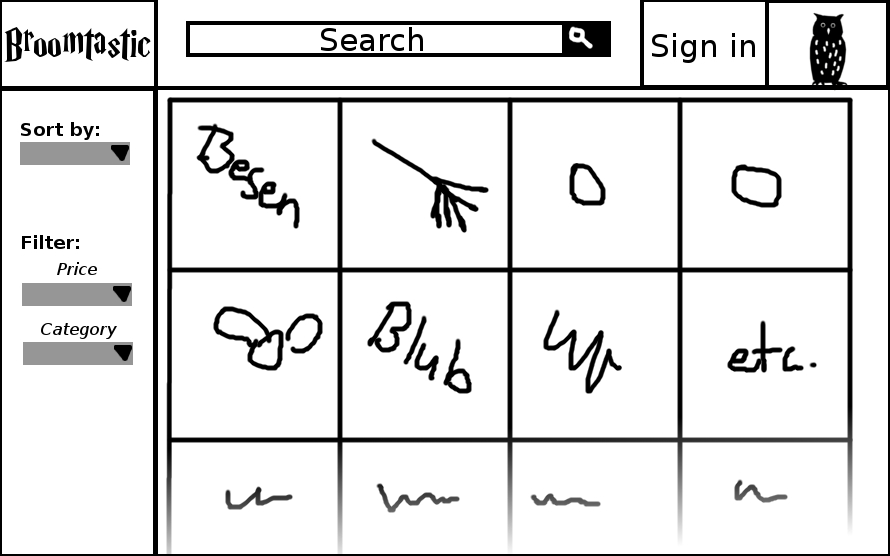 Broomtastic
Search
Sign in
Sort by:
Filter:
Price
Category
Besen
Blub
etc.